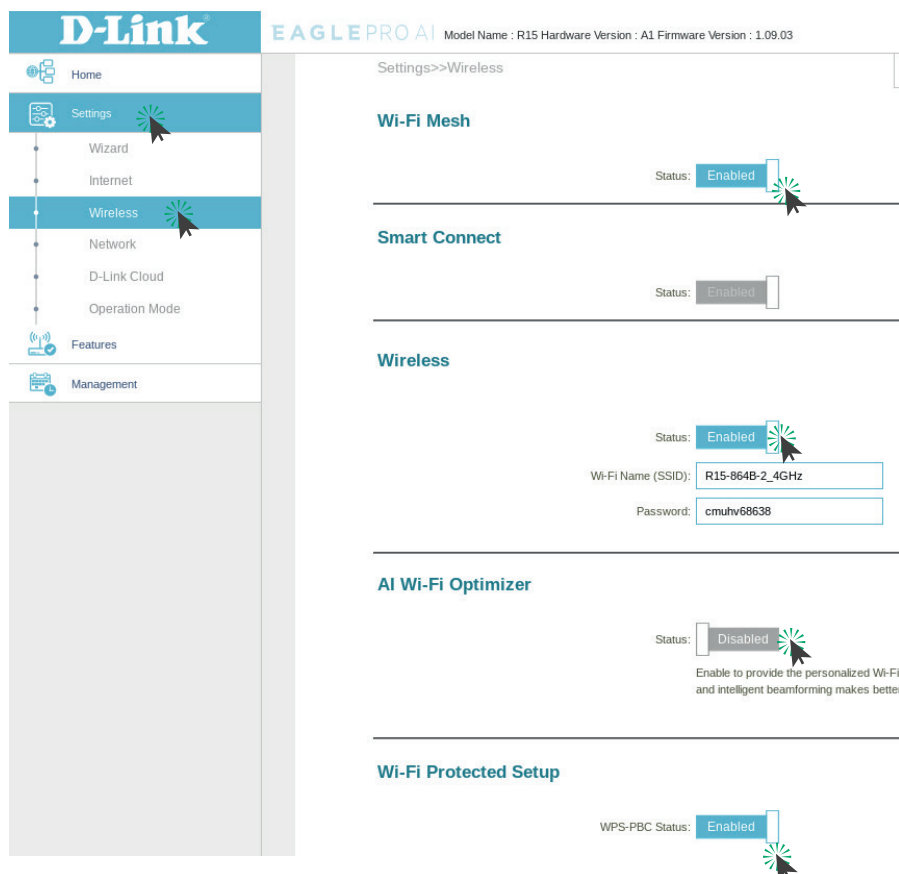 D-Link
EAGLE PRO AI Model Name : R15 Hardware Version : A1 Firmware Version : 1.09.03
Home
Settings
Wizard
Internet
Wireless
Network
D-Link Cloud
Operation Mode
Features
Management
Settings>>Wireless
Wi-Fi Mesh
Status: Enabled
Smart Connect
Status: Enabled
Wireless
Status: Enabled
Wi-Fi Name (SSID): R15-864B-2_4GHz
Password: cmuhv68638
AI Wi-Fi Optimizer
Status: Disabled
Enable to provide the personalized Wi-Fi
and intelligent beamforming makes better
Wi-Fi Protected Setup
WPS-PBC Status: Enabled